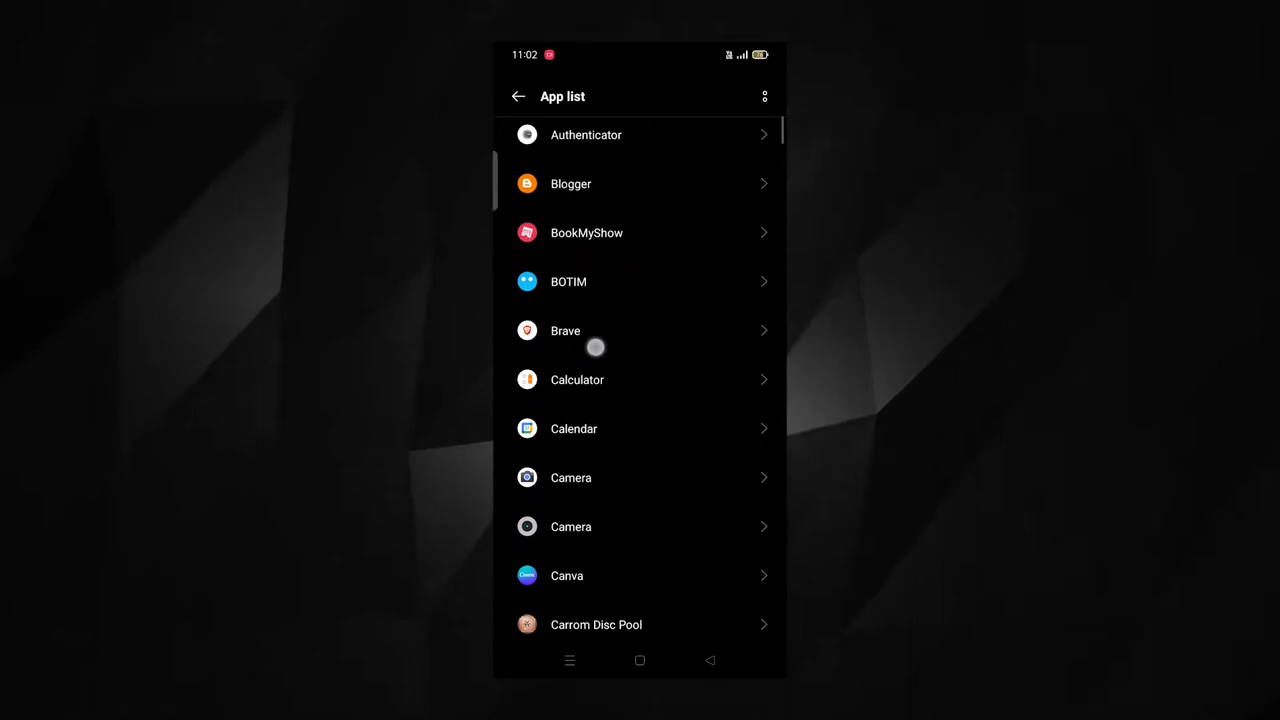 11:02
App list
Authenticator
Blogger
BookMyShow
BOTIM
Brave
Calculator
Calendar
Camera
Camera
Canva
Carrom Disc Pool